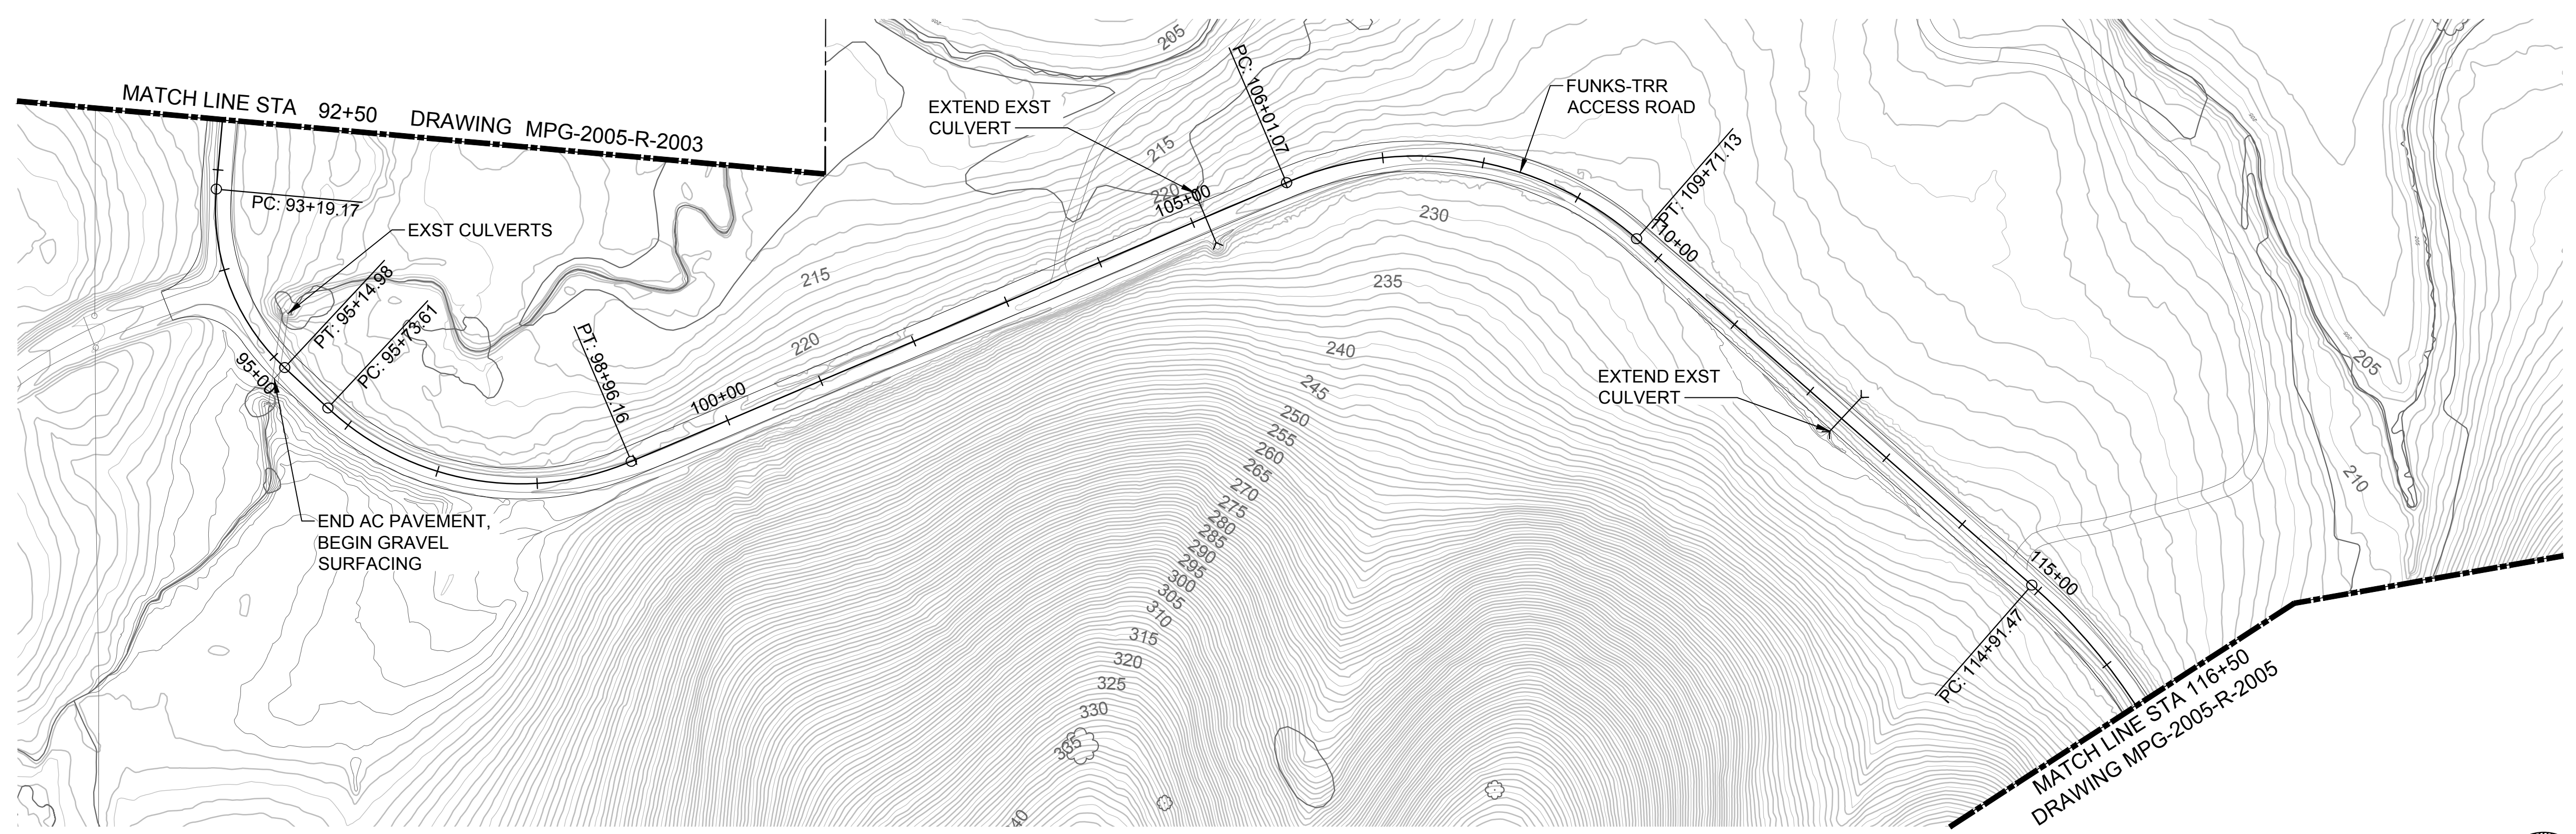 MATCH LINE STA 92+50 DRAWING MPG-2005-R-2003
PC: 93+19.17
EXST CULVERTS
PT: 95+14.98
PC: 95+73.61
95+00
END AC PAVEMENT,
BEGIN GRAVEL
SURFACING
PT: 98+96.16
100+00
215
220
EXTEND EXST
CULVERT
205
215
220
105+00
PC: 106+01.07
FUNKS-TRR
ACCESS ROAD
PT: 109+71.13
110+00
230
235
240
245
250
255
260
265
270
275
280
285
290
295
300
305
310
315
320
325
330
335
EXTEND EXST
CULVERT
115+00
PC: 114+91.47
205
210
MATCH LINE STA 116+50
DRAWING MPG-2005-R-2005